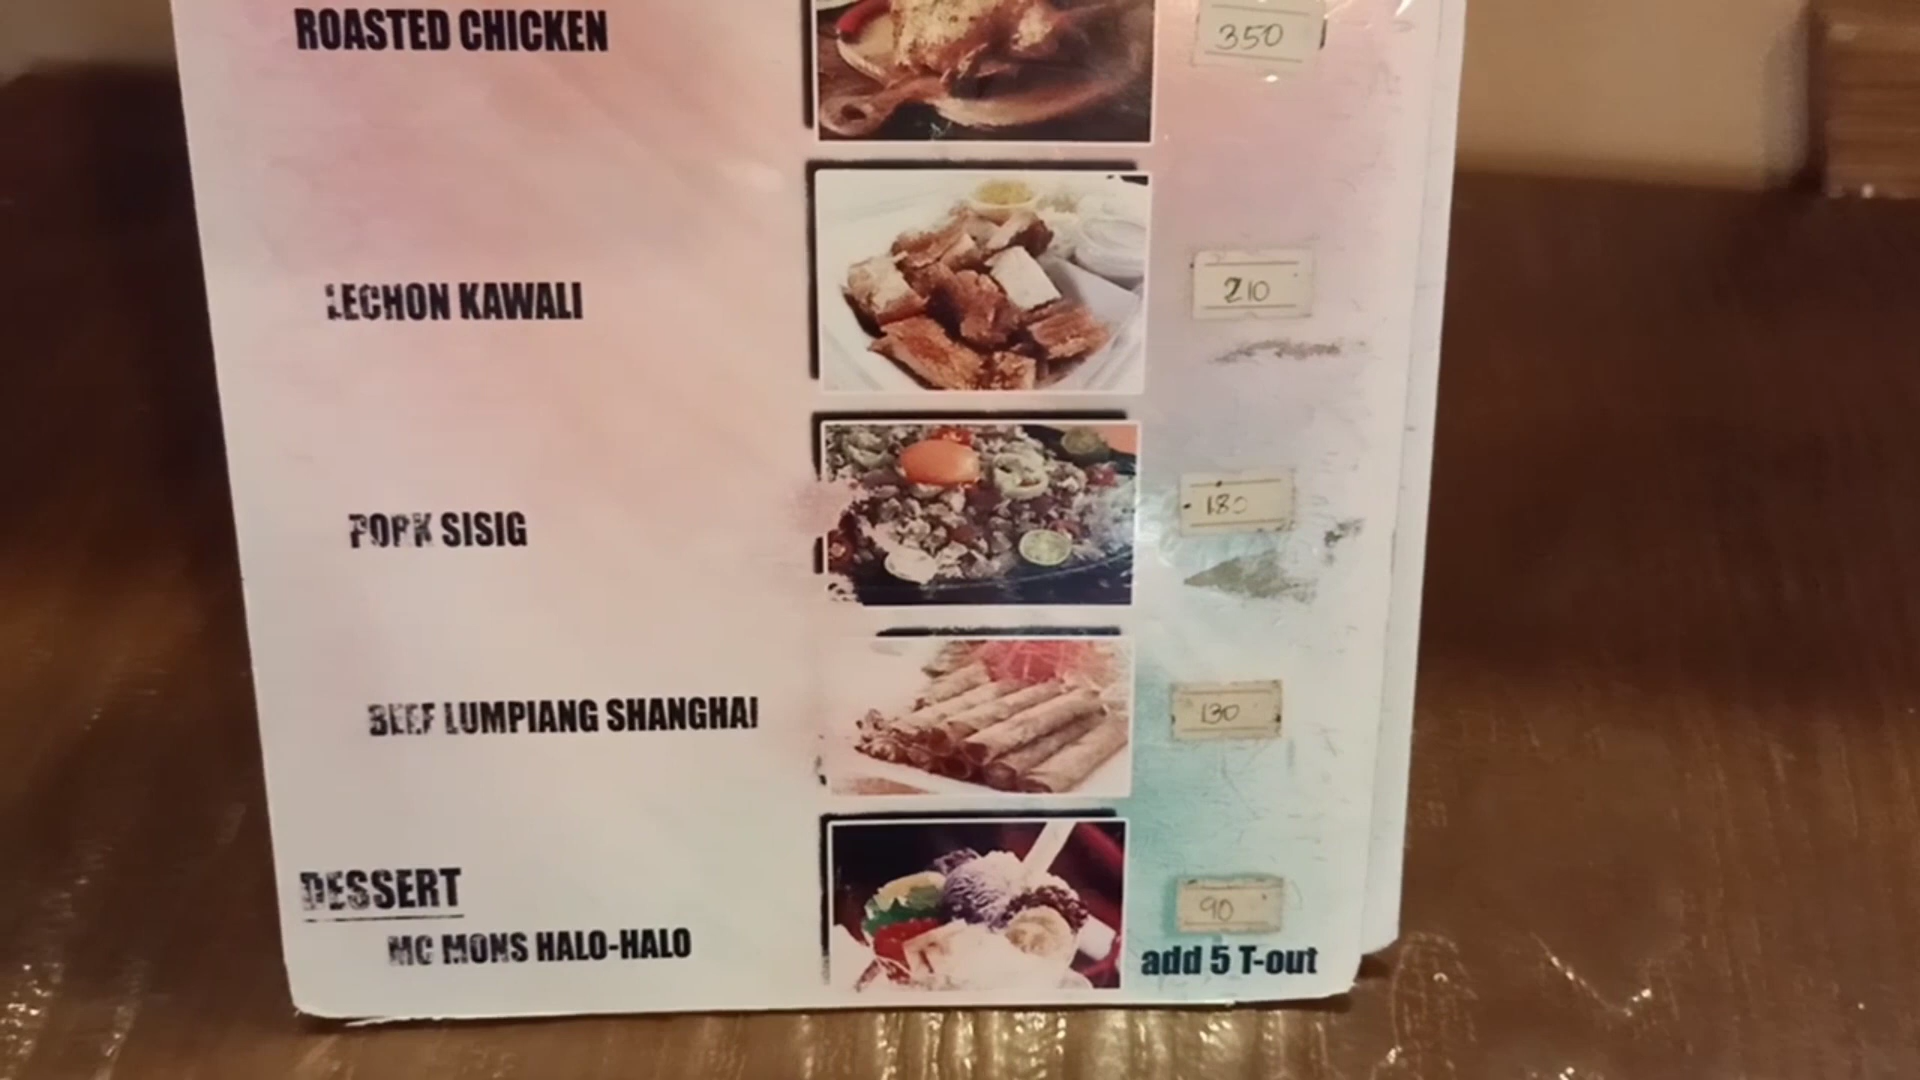 ROASTED CHICKEN 350
LECHON KAWALI 210
PORK SISIG 180
BEEF LUMPIANG SHANGHAI 130
DESSERT
MC MONS HALO-HALO 90
add 5 T-out